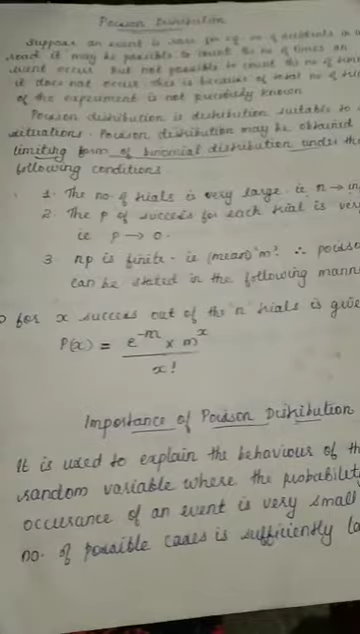 Poisson Distribution
Suppose an event is rare for eg. no of accidents in a
road it may be possible to count the no of times an
event occur. But not possible to count the no of times
it does not occur. This is because of total no of
of the experiment is not precisely known
Poisson distribution is distribution suitable to
situations. Poisson distribution may be obtained
limiting form of binomial distribution under the
following conditions
1. The no. of trials is very large. ie n → in
2. The P of success for each trial is very
ie p → 0.
3. np is finite - ie (mean) "m". ∴ poisso
can be stated in the following mann
for x success out of the "n" trials is give
P(x) = e^-m × m^x
x!
Importance of Poisson Distribution
It is used to explain the behaviour of th
random variable where the probabilit
occurance of an event is very small
no. of possible cases is sufficiently la